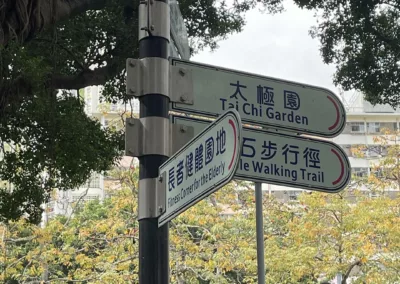 太極園
Tai Chi Garden
長者健體園地
Fitness Corner for the Elderly
步行徑
Walking Trail